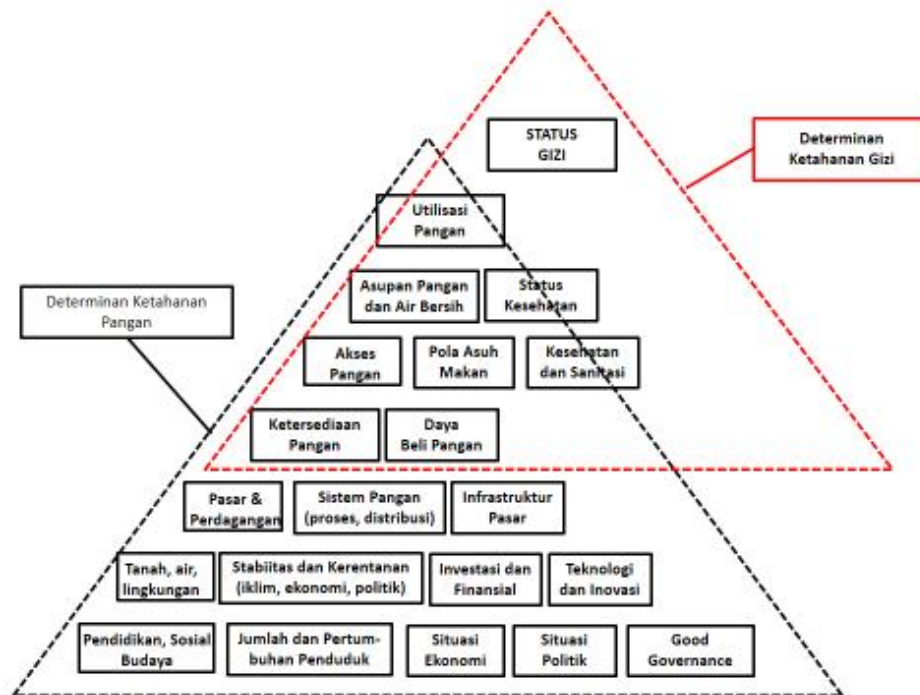 STATUS
GIZI
Determinan
Ketahanan Gizi
Utilisasi
Pangan
Asupan Pangan
dan Air Bersih
Status
Kesehatan
Determinan Ketahanan
Pangan
Akses
Pangan
Pola Asuh
Makan
Kesehatan
dan Sanitasi
Ketersediaan
Pangan
Daya
Beli Pangan
Pasar &
Perdagangan
Sistem Pangan
(proses, distribusi)
Infrastruktur
Pasar
Tanah, air,
lingkungan
Stabiitas dan Kerentanan
(iklim, ekonomi, politik)
Investasi dan
Finansial
Teknologi
dan Inovasi
Pendidikan, Sosial
Budaya
Jumlah dan Pertum-
buhan Penduduk
Situasi
Ekonomi
Situasi
Politik
Good
Governance